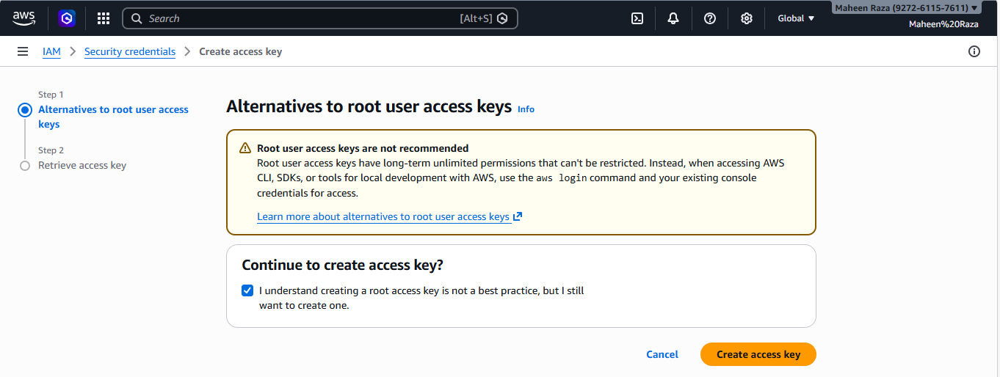 aws
Search
[Alt+S]
Global
Maheen Raza (9272-6115-7611)
Maheen%20Raza
IAM
Security credentials
Create access key
Step 1
Alternatives to root user access
keys
Step 2
Retrieve access key
Alternatives to root user access keys Info
Root user access keys are not recommended
Root user access keys have long-term unlimited permissions that can't be restricted. Instead, when accessing AWS
CLI, SDKs, or tools for local development with AWS, use the aws login command and your existing console
credentials for access.
Learn more about alternatives to root user access keys
Continue to create access key?
I understand creating a root access key is not a best practice, but I still
want to create one.
Cancel
Create access key